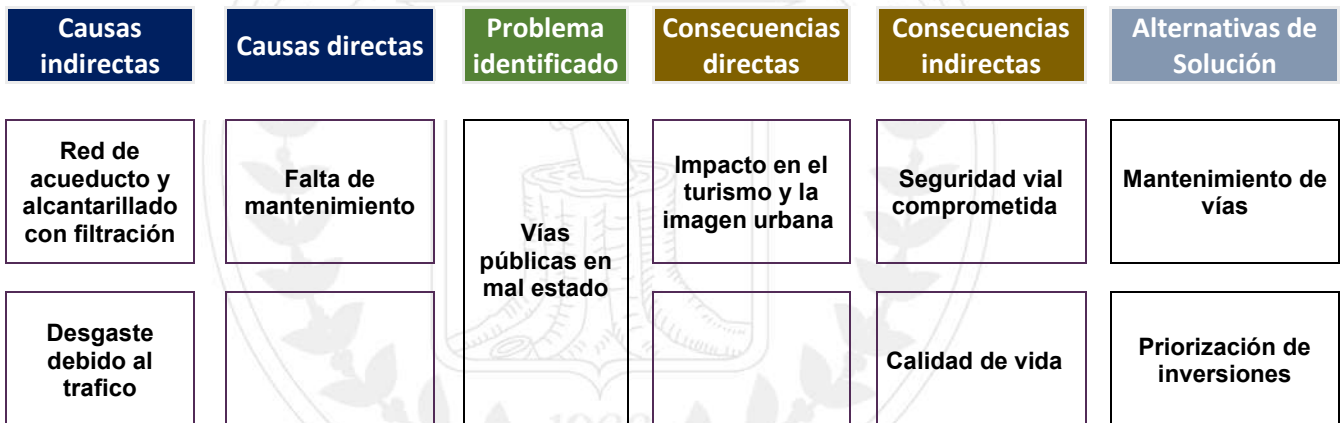 Causas
indirectas
Causas directas
Problema
identificado
Consecuencias
directas
Consecuencias
indirectas
Alternativas de
Solución
Red de
acueducto y
alcantarillado
con filtración
Falta de
mantenimiento
Vías
públicas en
mal estado
Impacto en el
turismo y la
imagen urbana
Seguridad vial
comprometida
Mantenimiento de
vías
Desgaste
debido al
trafico
Calidad de vida
Priorización de
inversiones